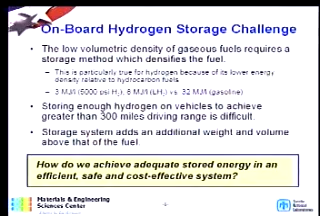 On-Board Hydrogen Storage Challenge
• The low volumetric density of gaseous fuels requires a
storage method which densifies the fuel.
– This is particularly true for hydrogen because of its lower energy
density relative to hydrocarbon fuels.
– 3 MJ/l (5000 psi H2), 8 MJ/l (LH2) vs. 32 MJ/l (gasoline)
• Storing enough hydrogen on vehicles to achieve
greater than 300 miles driving range is difficult.
• Storage system adds an additional weight and volume
above that of the fuel.
How do we achieve adequate stored energy in an
efficient, safe and cost-effective system?
Materials & Engineering
Sciences Center
Sandia
National
Laboratories